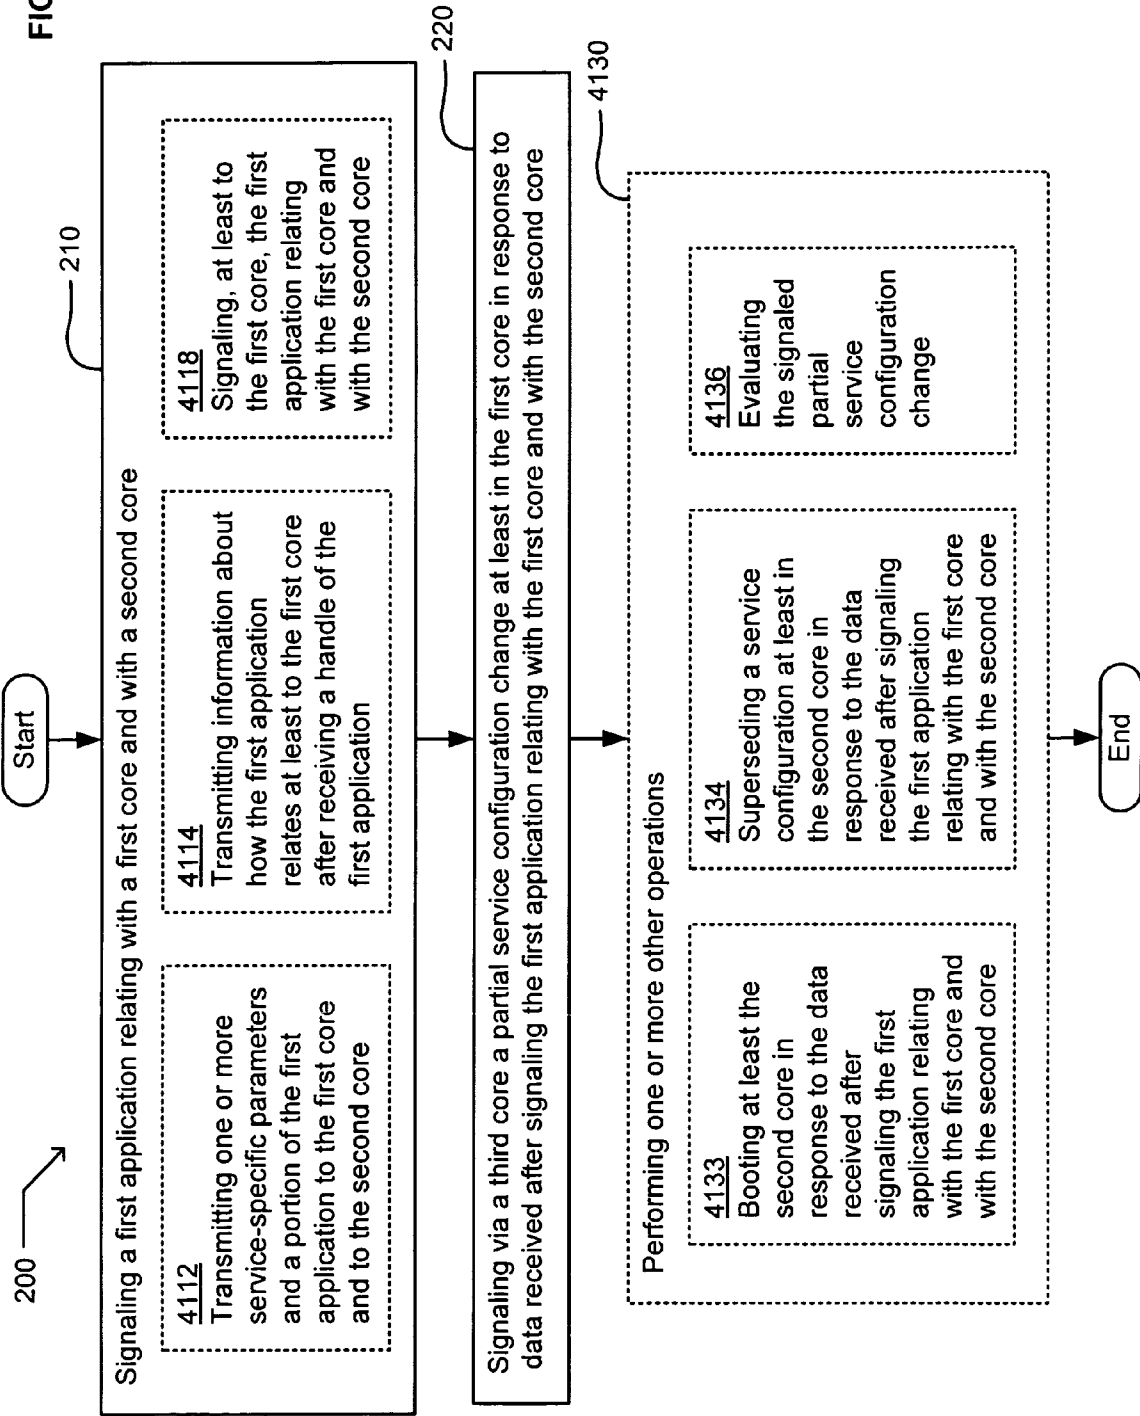 FIG
200
Start
210
Signaling a first application relating with a first core and with a second core
4112
Transmitting one or more
service-specific parameters
and a portion of the first
application to the first core
and to the second core
4114
Transmitting information about
how the first application
relates at least to the first core
after receiving a handle of the
first application
4118
Signaling, at least to
the first core, the first
application relating
with the first core and
with the second core
220
Signaling via a third core a partial service configuration change at least in the first core in response to
data received after signaling the first application relating with the first core and with the second core
4130
Performing one or more other operations
4133
Booting at least the
second core in
response to the data
received after
signaling the first
application relating
with the first core and
with the second core
4134
Superseding a service
configuration at least in
the second core in
response to the data
received after signaling
the first application
relating with the first core
and with the second core
4136
Evaluating
the signaled
partial
service
configuration
change
End